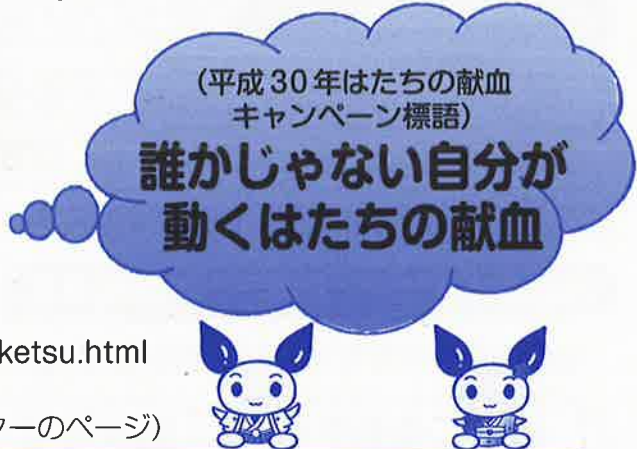 (平成30年はたちの献血
キャンペーン標語)
誰かじゃない自分が
動くはたちの献血
ketsu.html
ターのページ)